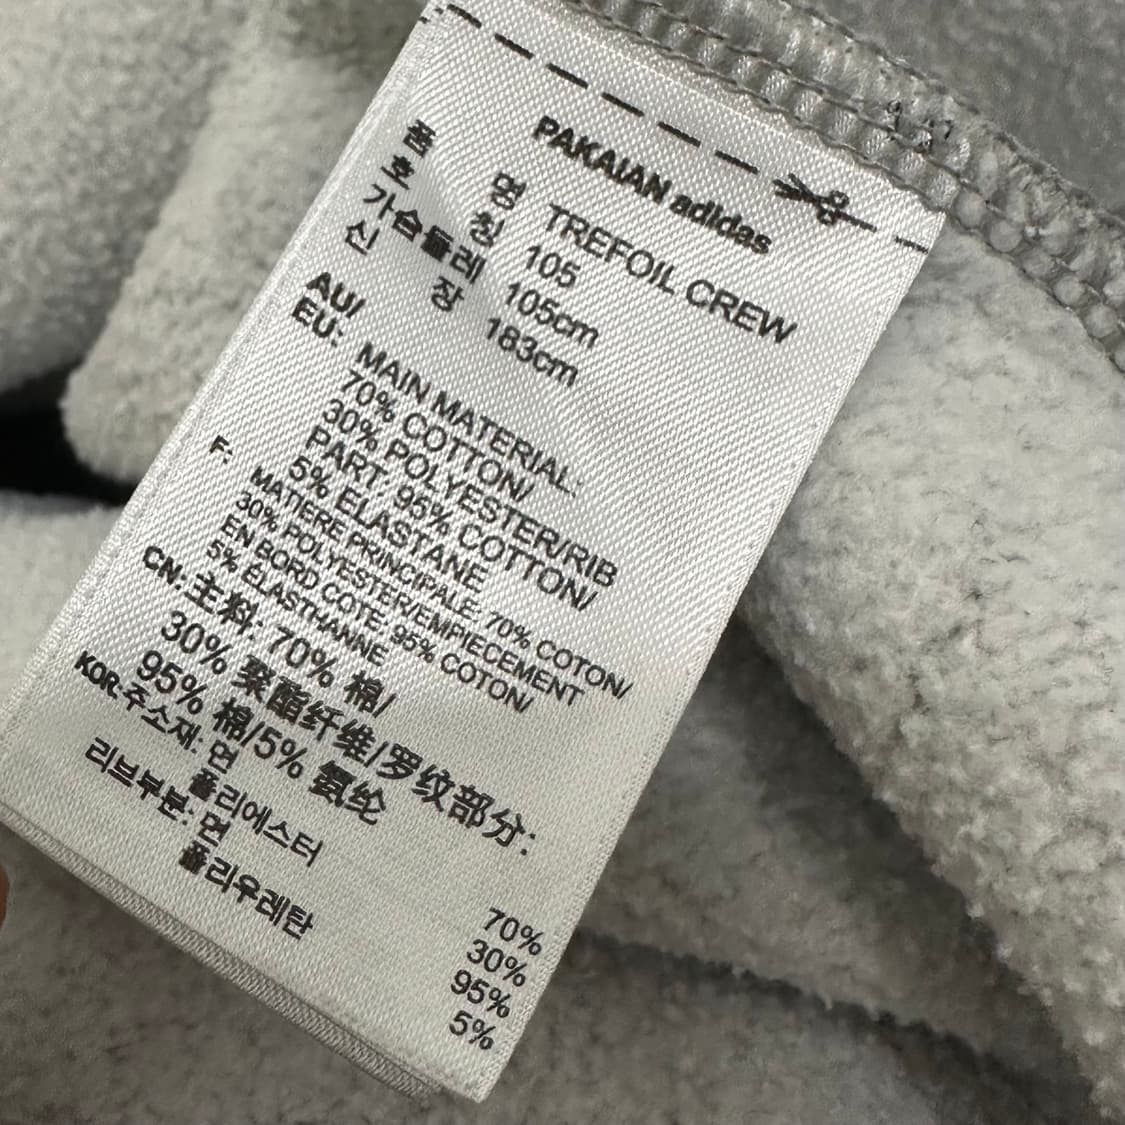 PAKAIAN adidas
품 명 TREFOIL CREW
호 칭 105
가슴둘레 105cm
신 장 183cm
AU/
EU: MAIN MATERIAL:
70% COTTON/
30% POLYESTER/RIB
PART: 95% COTTON/
5% ELASTANE
F: MATIERE PRINCIPALE: 70% COTON/
30% POLYESTER/EMPIECEMENT
EN BORD COTE: 95% COTON/
5% ELASTHANNE
CN: 主料: 70% 棉/
30% 聚酯纤维/罗纹部分:
95% 棉/5% 氨纶
KOR: 주소재: 면 70%
폴리에스터 30%
리브부분: 면 95%
폴리우레탄 5%